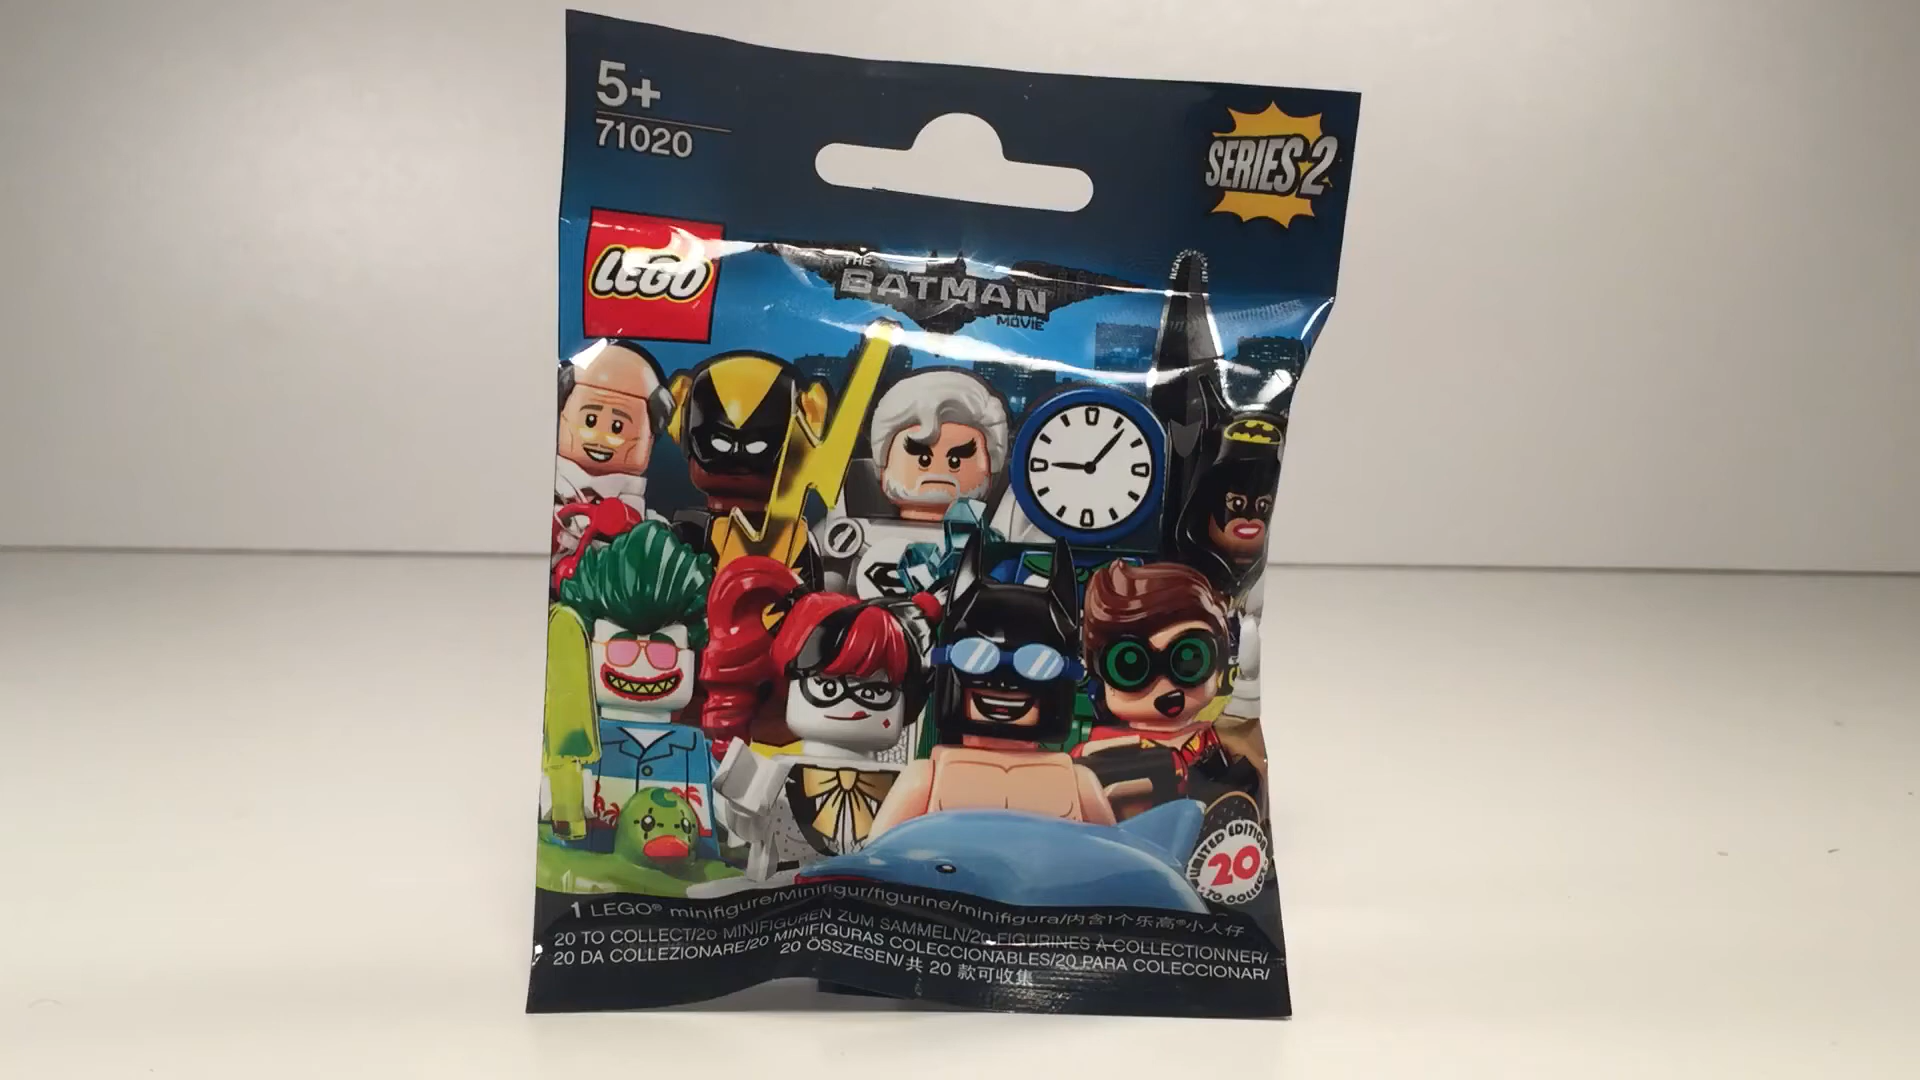 5+
71020
SERIES 2
LEGO
THE
BATMAN
MOVIE
LIMITED EDITION
20
TO COLLECT
1 LEGO® minifigure/Minifigur/figurine/minifigura/内含1个乐高®小人仔
20 TO COLLECT/20 MINIFIGUREN ZUM SAMMELN/20 FIGURINES À COLLECTIONNER/
20 DA COLLEZIONARE/20 MINIFIGURAS COLECCIONABLES/20 PARA COLECCIONAR/
20 ÖSSZESEN/共 20 款可收集